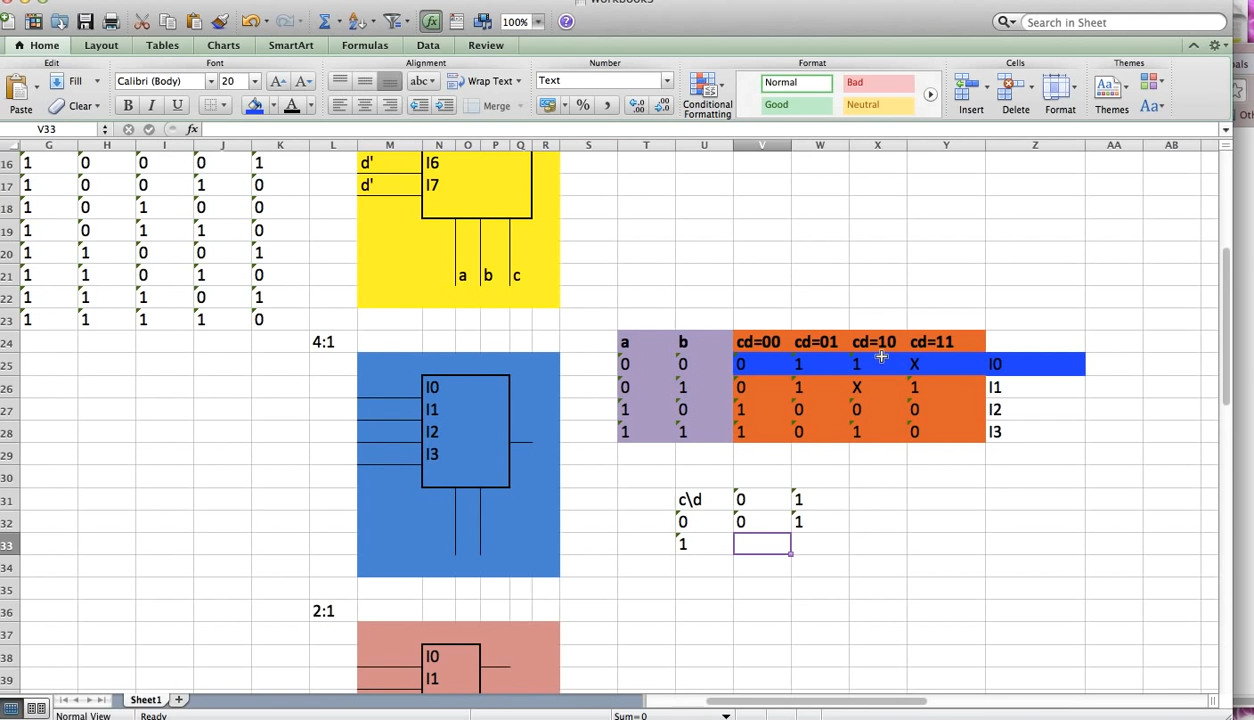 WORKBOOKS
100%
Search in Sheet
Home Layout Tables Charts SmartArt Formulas Data Review
Edit Font Alignment Number Format Cells Themes
Paste Fill Clear Calibri (Body) 20 abc Wrap Text Merge Text Conditional Formatting Normal Bad Good Neutral Insert Delete Format Themes Aa
B I U A % ,
V33 fx
G H I J K L M N O P Q R S T U V W X Y Z AA AB
16 1 0 0 0 1 d' I6
17 1 0 0 1 0 d' I7
18 1 0 1 0 0
19 1 0 1 1 0
20 1 1 0 0 1
21 1 1 0 1 0 a b c
22 1 1 1 0 1
23 1 1 1 1 0
24 4:1 a b cd=00 cd=01 cd=10 cd=11
25 0 0 0 1 1 X I0
26 I0 0 1 0 1 X 1 I1
27 I1 1 0 1 0 0 0 I2
28 I2 1 1 1 0 1 0 I3
29 I3
30
31 c\d 0 1
32 0 0 1
33 1
34
35
36 2:1
37
38 I0
39 I1
Sheet1
Normal View Ready Sum=0